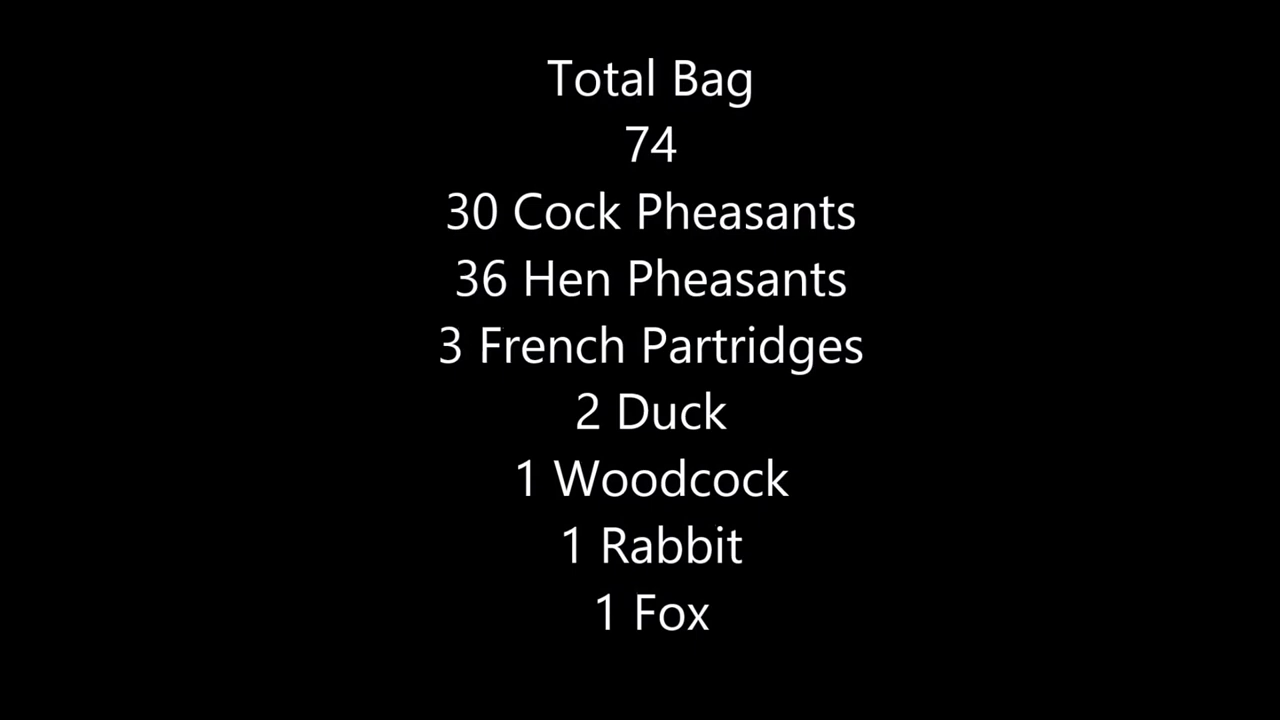 Total Bag
74
30 Cock Pheasants
36 Hen Pheasants
3 French Partridges
2 Duck
1 Woodcock
1 Rabbit
1 Fox